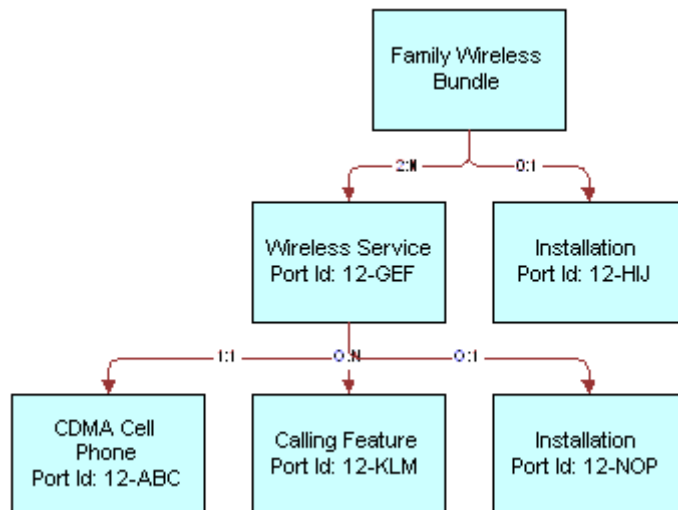 Family Wireless
Bundle
2:N
0:1
Wireless Service
Port Id: 12-GEF
Installation
Port Id: 12-HIJ
1:1
0:N
0:1
CDMA Cell
Phone
Port Id: 12-ABC
Calling Feature
Port Id: 12-KLM
Installation
Port Id: 12-NOP